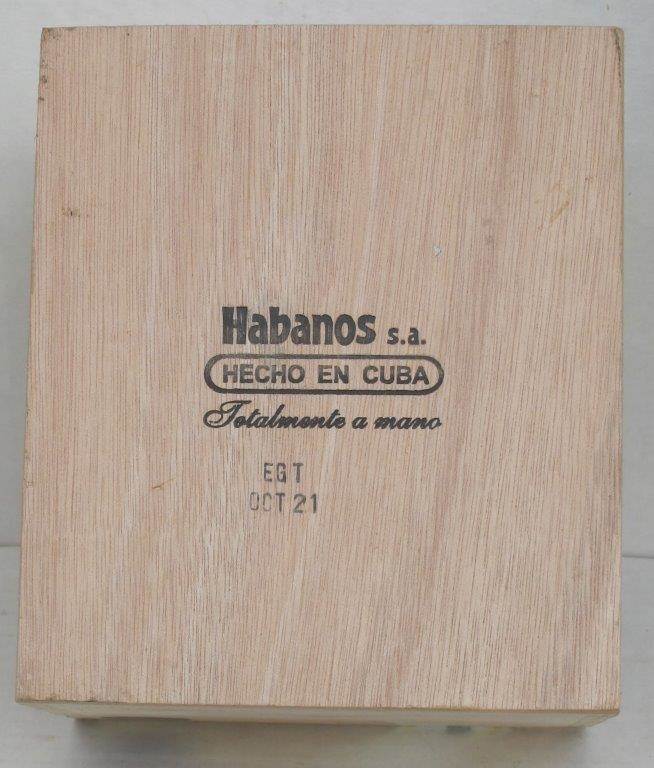 Habanos s.a.
HECHO EN CUBA
Totalmente a mano
EGT
OCT 21